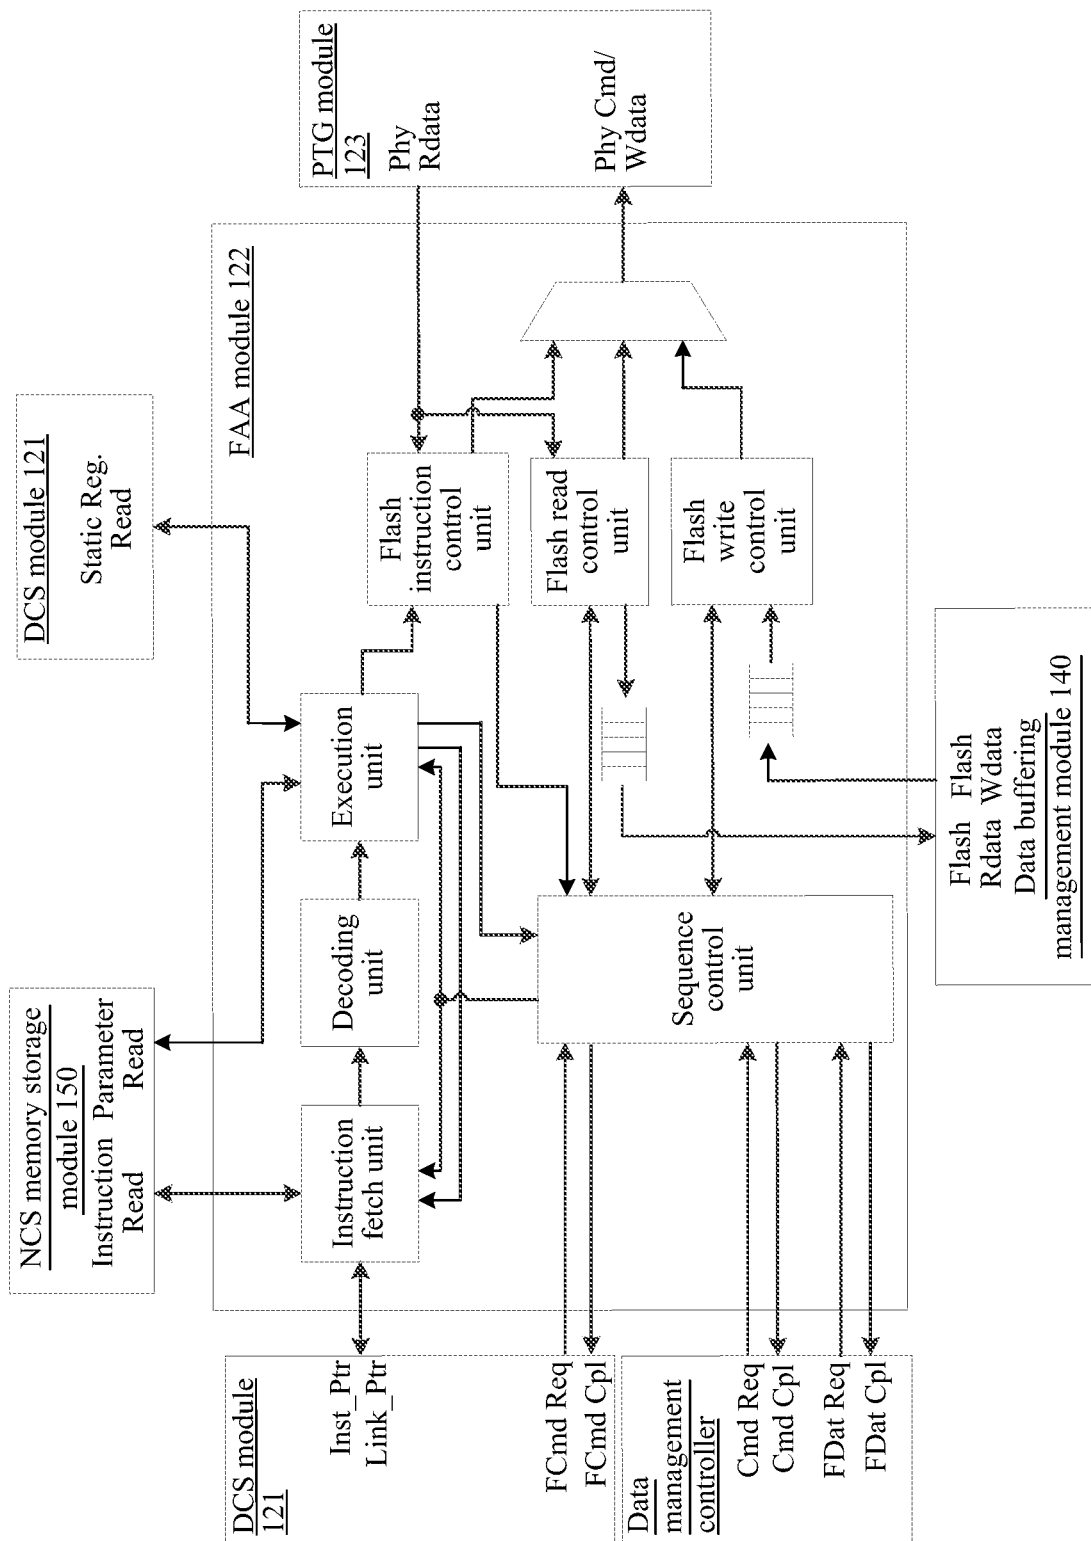 NCS memory storage
module 150
Instruction Parameter
Read Read
DCS module 121
Static Reg.
Read
FAA module 122
PTG module
123
Phy
Rdata
Phy Cmd/
Wdata
DCS module
121
Inst_Ptr
Link_Ptr
FCmd Req
FCmd Cpl
Data
management
controller
Cmd Req
Cmd Cpl
FDat Req
FDat Cpl
Instruction
fetch unit
Decoding
unit
Execution
unit
Flash
instruction
control
unit
Flash read
control
unit
Flash
write
control
unit
Sequence
control
unit
Flash Flash
Rdata Wdata
Data buffering
management module 140